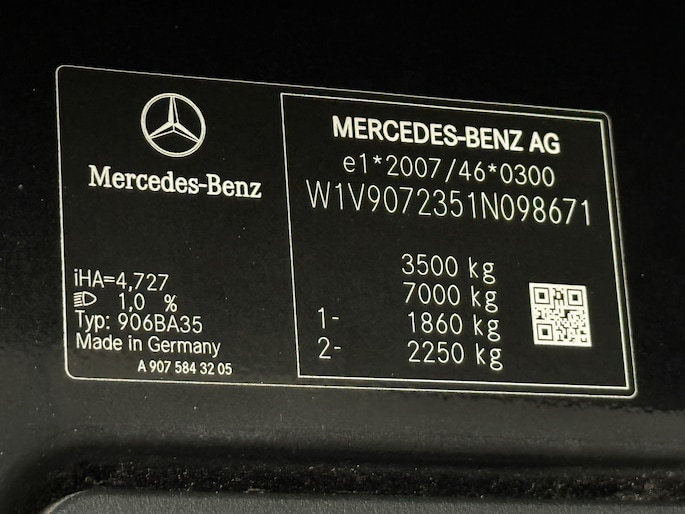 Mercedes-Benz
iHA=4,727
1,0 %
Typ: 906BA35
Made in Germany
A 907 584 32 05
MERCEDES-BENZ AG
e1*2007/46*0300
W1V9072351N098671
3500 kg
7000 kg
1- 1860 kg
2- 2250 kg